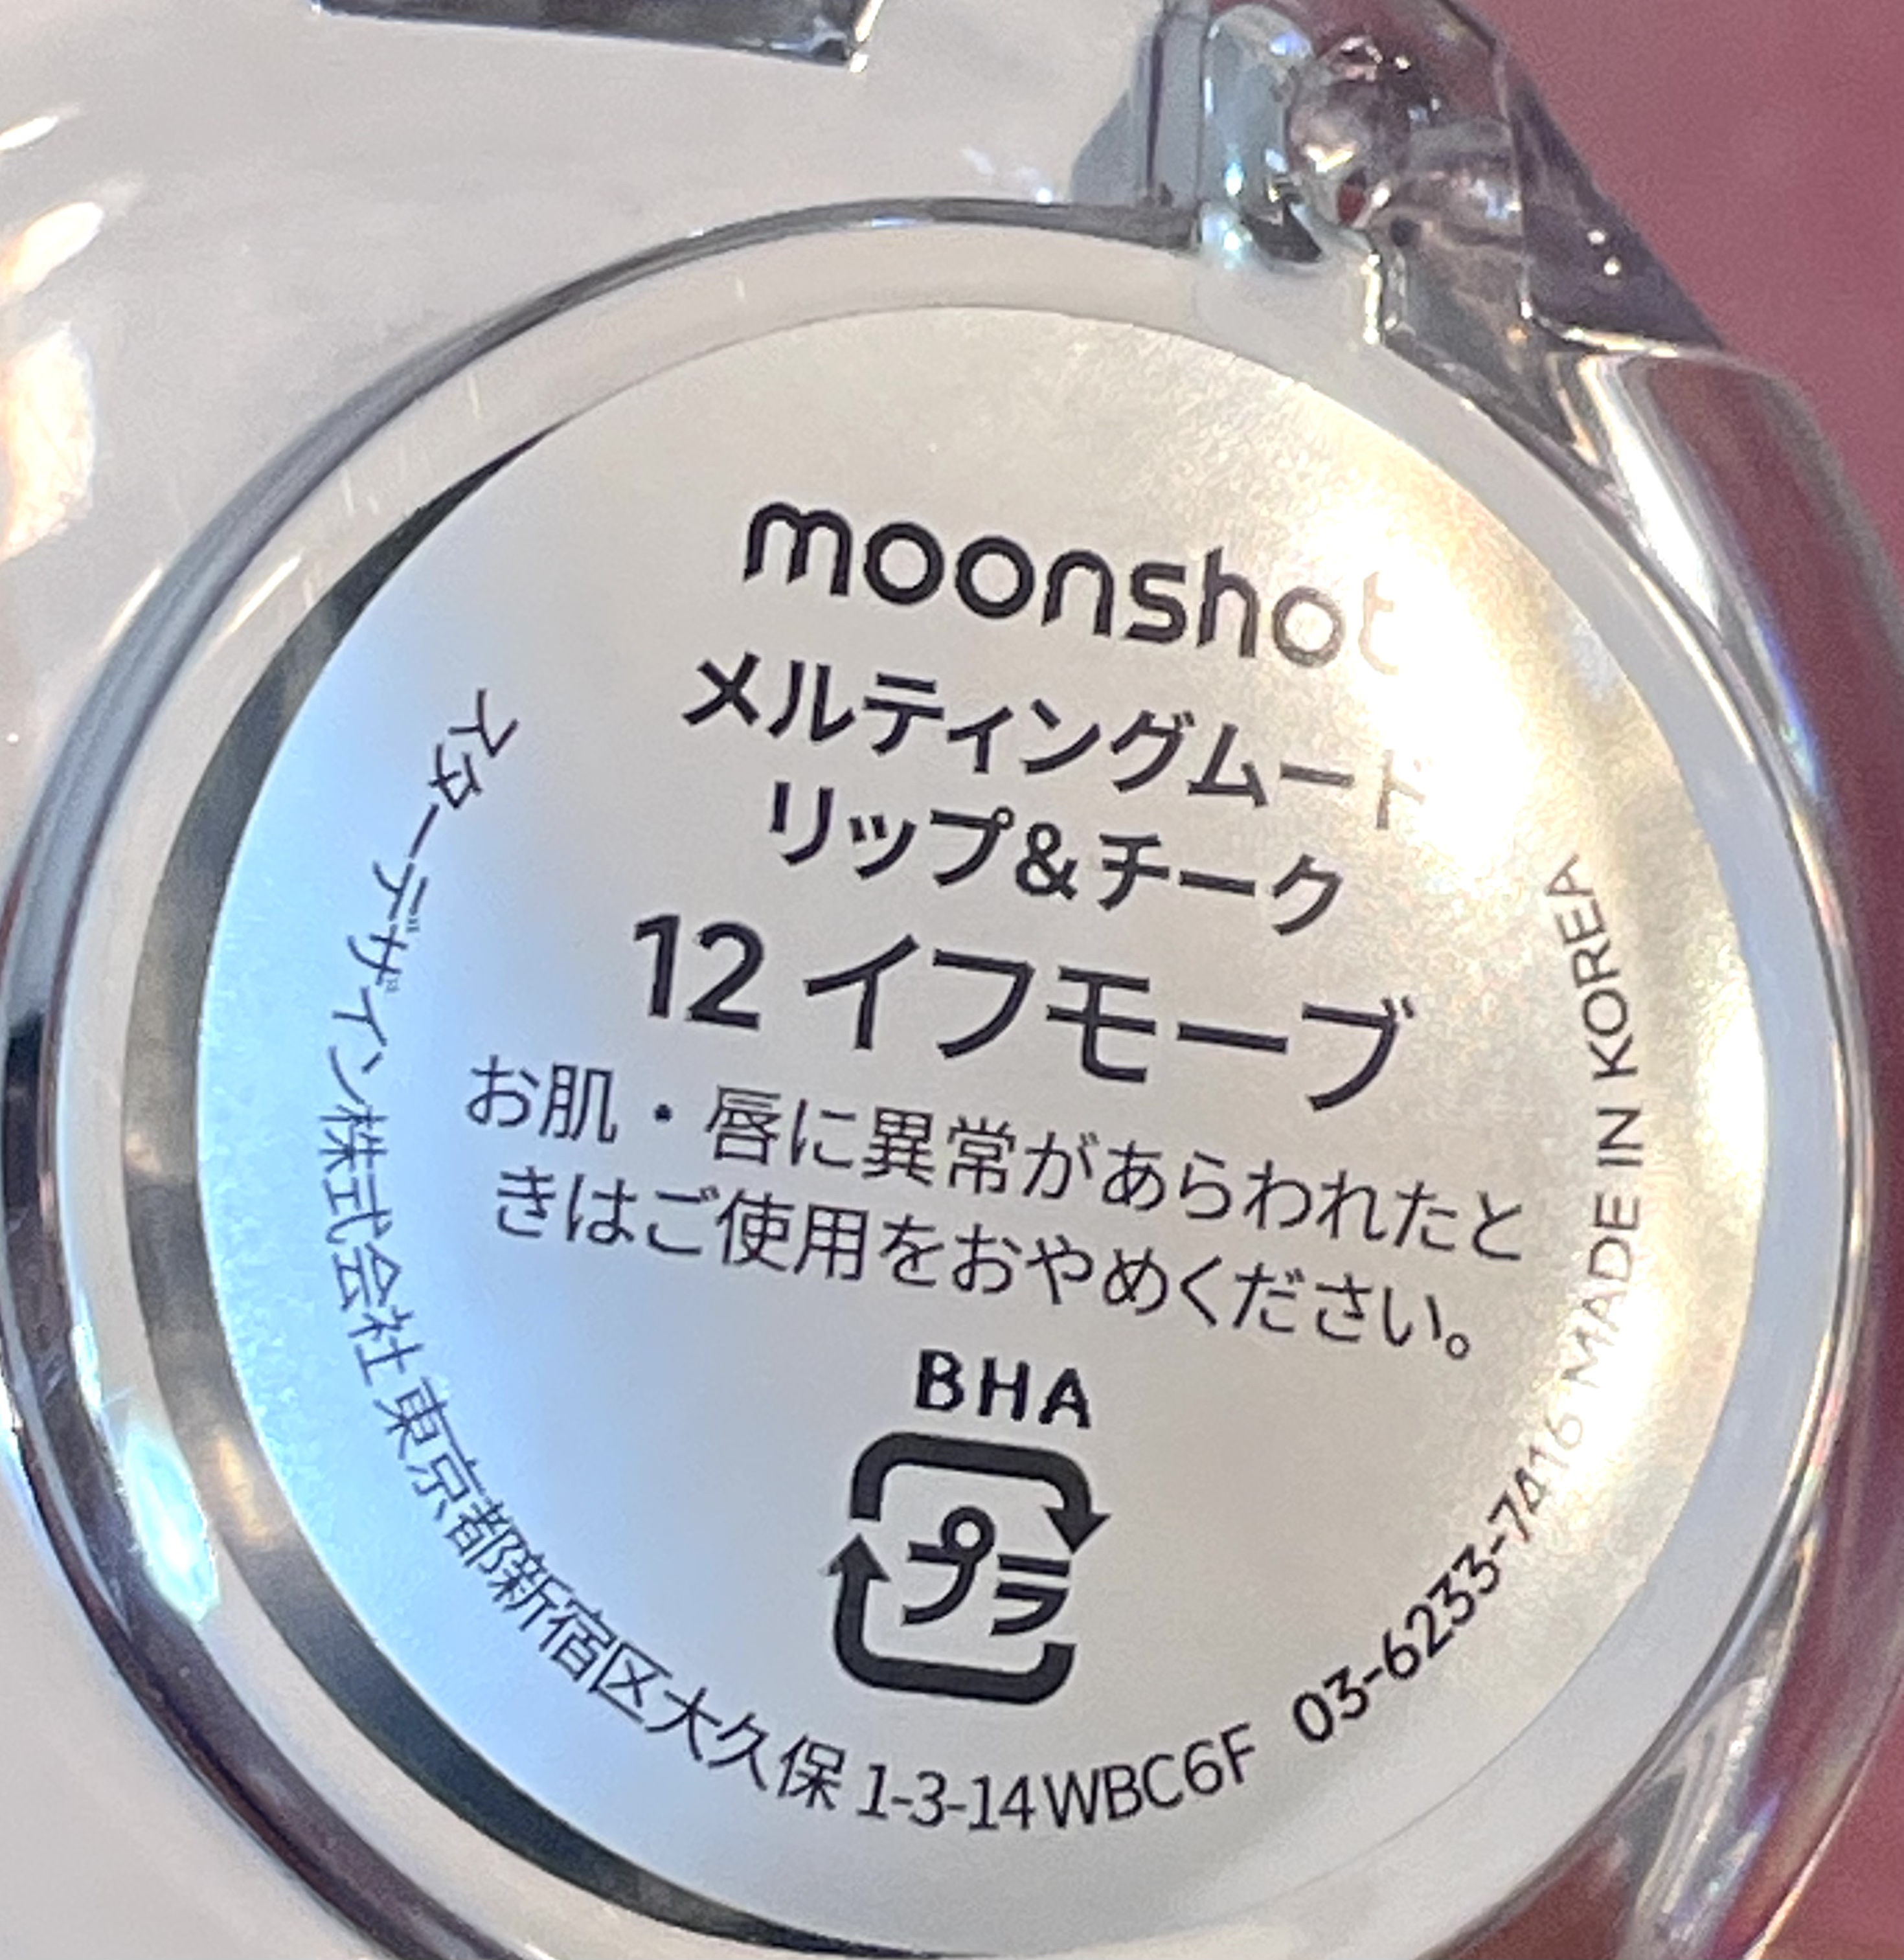 moonshot
メルティングムード
リップ&チーク
12 イフモーブ
お肌・唇に異常があらわれたと
きはご使用をおやめください。
BHA
プラ
スターデザイン株式会社 東京都新宿区大久保 1-3-14 WBC6F 03-6233-7416 MADE IN KOREA